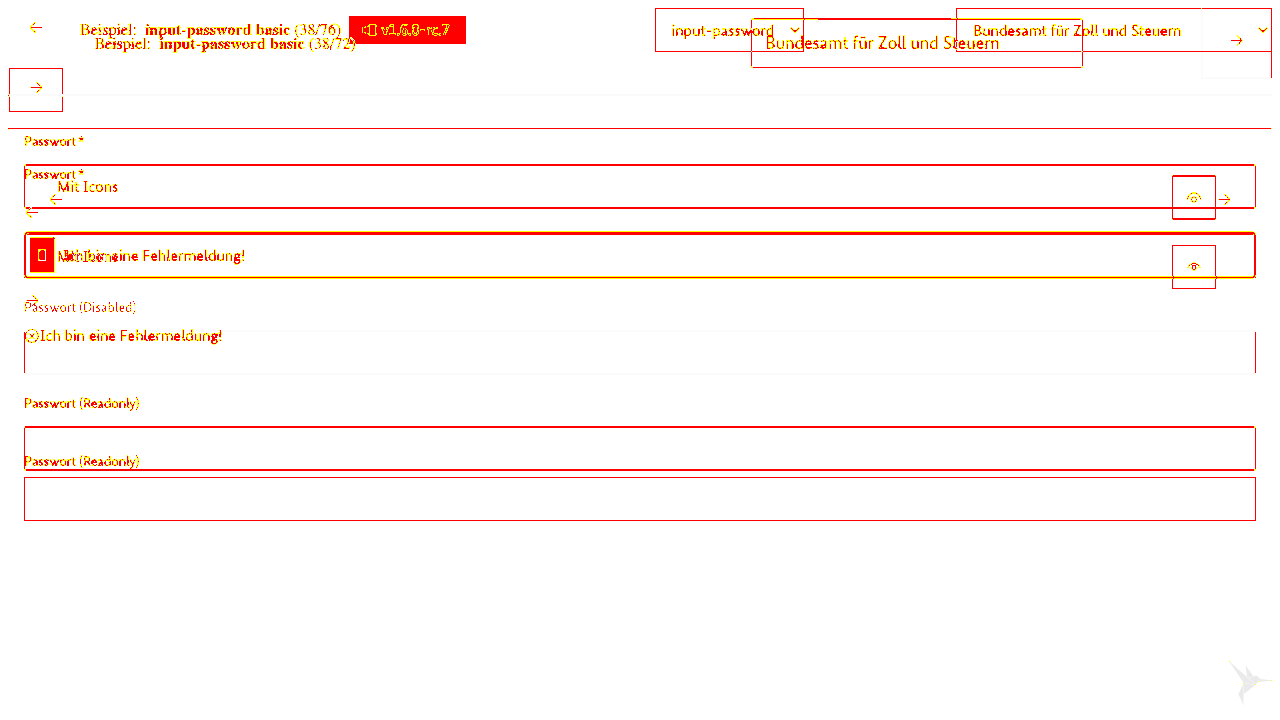 Beispiel: input-password basic (38/76) v1.6.0-rc.7 input-password Bundesamt für Zoll und Steuern
Beispiel: input-password basic (38/72) Bundesamt für Zoll und Steuern
Passwort *
Passwort *
Mit Icons
Ich bin eine Fehlermeldung!
Mit Icons
Passwort (Disabled)
Ich bin eine Fehlermeldung!
Passwort (Readonly)
Passwort (Readonly)